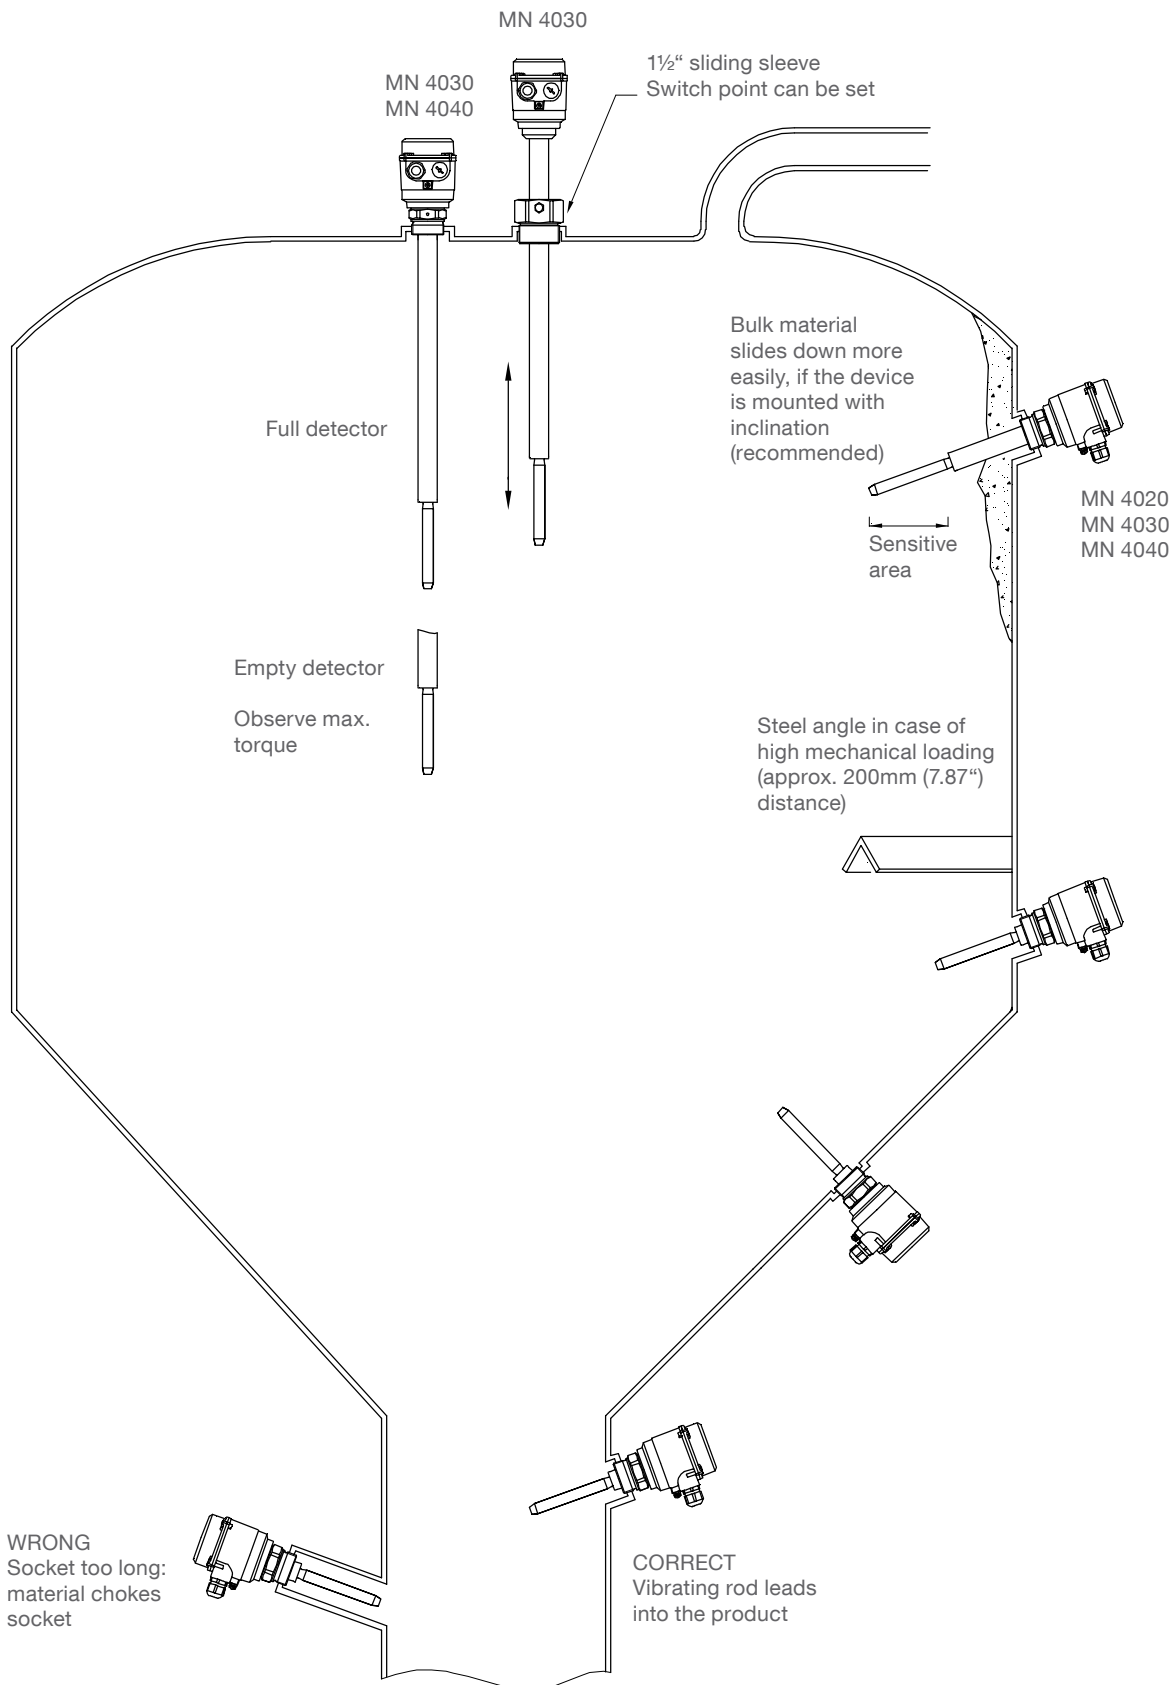 MN 4030
1½“ sliding sleeve
Switch point can be set
MN 4030
MN 4040
Bulk material
slides down more
easily, if the device
is mounted with
inclination
(recommended)
Full detector
MN 4020
MN 4030
MN 4040
Sensitive
area
Empty detector
Observe max.
torque
Steel angle in case of
high mechanical loading
(approx. 200mm (7.87“)
distance)
WRONG
Socket too long:
material chokes
socket
CORRECT
Vibrating rod leads
into the product